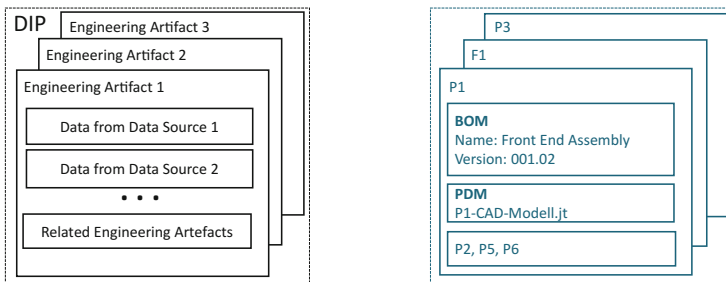 DIP
Engineering Artifact 3
Engineering Artifact 2
Engineering Artifact 1
Data from Data Source 1
Data from Data Source 2
• • •
Related Engineering Artefacts
P3
F1
P1
BOM
Name: Front End Assembly
Version: 001.02
PDM
P1-CAD-Modell.jt
P2, P5, P6